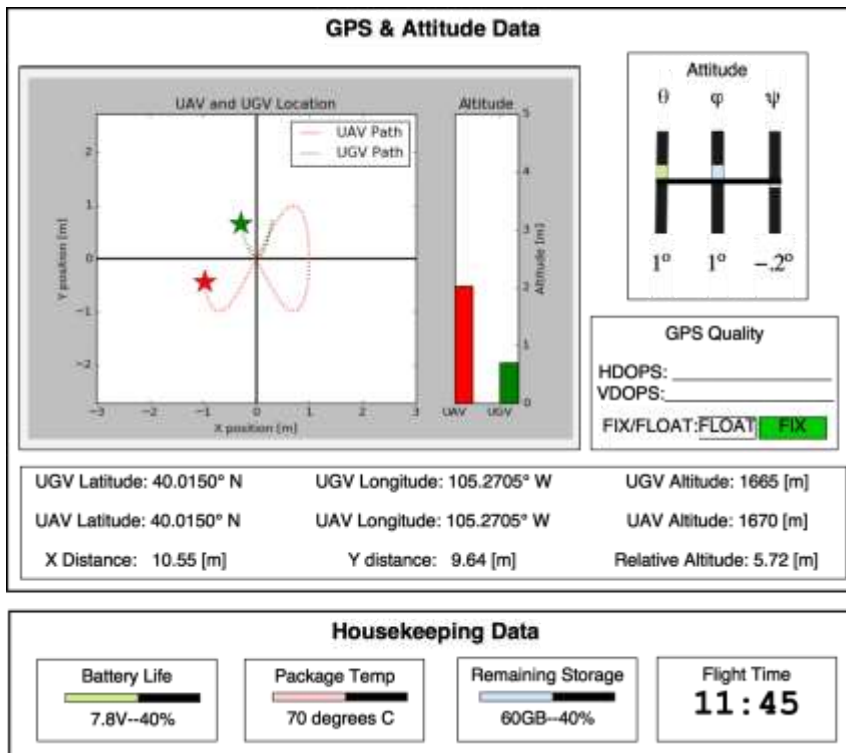 GPS & Attitude Data
UAV and UGV Location
UAV Path
UGV Path
Y position [m]
2
1
0
−1
−2
−3 −2 −1 0 1 2 3
X position [m]
Altitude
5
4
3
2
1
0
Altitude [m]
UAV UGV
Attitude
θ φ ψ
1° 1° −.2°
GPS Quality
HDOPS:
VDOPS:
FIX/FLOAT: FLOAT FIX
UGV Latitude: 40.0150° N UGV Longitude: 105.2705° W UGV Altitude: 1665 [m]
UAV Latitude: 40.0150° N UAV Longitude: 105.2705° W UAV Altitude: 1670 [m]
X Distance: 10.55 [m] Y distance: 9.64 [m] Relative Altitude: 5.72 [m]
Housekeeping Data
Battery Life
7.8V--40%
Package Temp
70 degrees C
Remaining Storage
60GB--40%
Flight Time
11:45